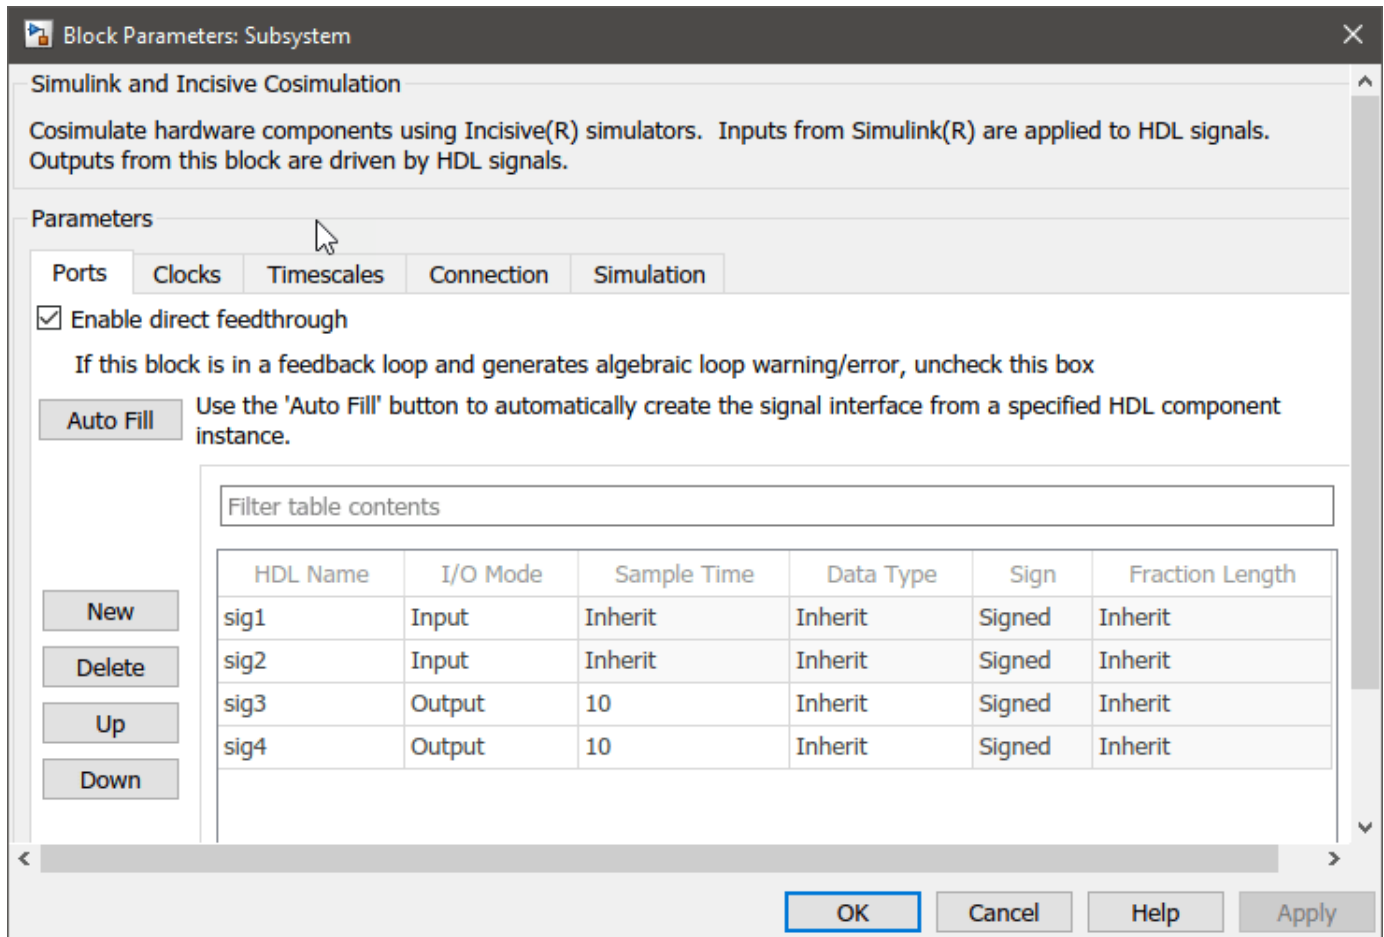 Block Parameters: Subsystem
Simulink and Incisive Cosimulation
Cosimulate hardware components using Incisive(R) simulators.  Inputs from Simulink(R) are applied to HDL signals.
Outputs from this block are driven by HDL signals.
Parameters
Ports Clocks Timescales Connection Simulation
Enable direct feedthrough
If this block is in a feedback loop and generates algebraic loop warning/error, uncheck this box
Auto Fill
Use the 'Auto Fill' button to automatically create the signal interface from a specified HDL component
instance.
Filter table contents
HDL Name I/O Mode Sample Time Data Type Sign Fraction Length
New
sig1 Input Inherit Inherit Signed Inherit
Delete
sig2 Input Inherit Inherit Signed Inherit
Up
sig3 Output 10 Inherit Signed Inherit
Down
sig4 Output 10 Inherit Signed Inherit
OK Cancel Help Apply